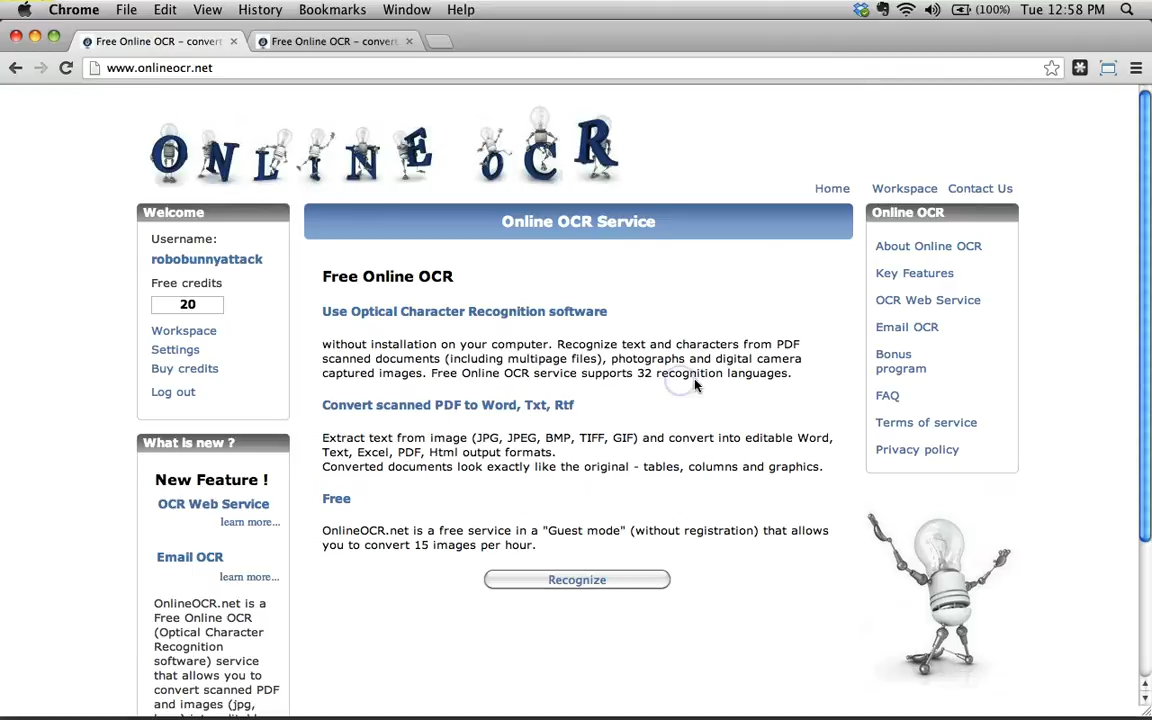 Chrome File Edit View History Bookmarks Window Help
(100%) Tue 12:58 PM
Free Online OCR – convert
Free Online OCR – conver
www.onlineocr.net
ONLINE OCR
Home Workspace Contact Us
Welcome
Username:
robobunnyattack
Free credits
20
Workspace
Settings
Buy credits
Log out
What is new ?
New Feature !
OCR Web Service
learn more...
Email OCR
learn more...
OnlineOCR.net is a
Free Online OCR
(Optical Character
Recognition
software) service
that allows you to
convert scanned PDF
and images (jpg,
Online OCR Service
Free Online OCR
Use Optical Character Recognition software
without installation on your computer. Recognize text and characters from PDF
scanned documents (including multipage files), photographs and digital camera
captured images. Free Online OCR service supports 32 recognition languages.
Convert scanned PDF to Word, Txt, Rtf
Extract text from image (JPG, JPEG, BMP, TIFF, GIF) and convert into editable Word,
Text, Excel, PDF, Html output formats.
Converted documents look exactly like the original - tables, columns and graphics.
Free
OnlineOCR.net is a free service in a "Guest mode" (without registration) that allows
you to convert 15 images per hour.
Recognize
Online OCR
About Online OCR
Key Features
OCR Web Service
Email OCR
Bonus
program
FAQ
Terms of service
Privacy policy